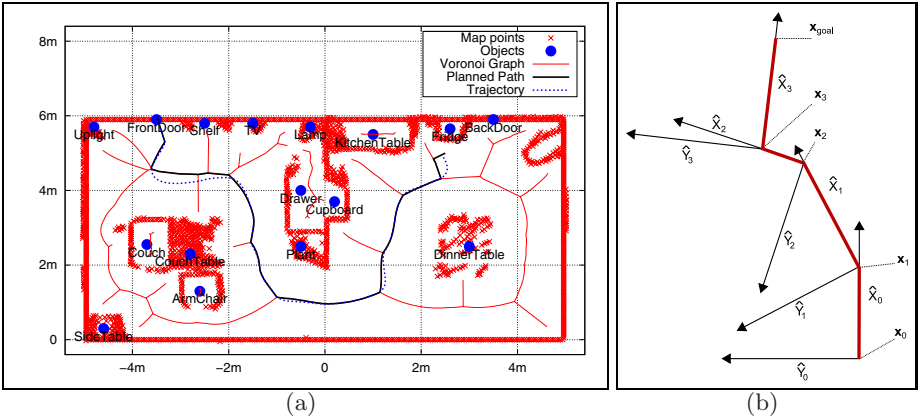 8m
6m
4m
2m
0
−4m
−2m
0
2m
4m
Map points
Objects
Voronoi Graph
Planned Path
Trajectory
Uplight
FrontDoor
Shelf
TV
Lamp
KitchenTable
Fridge
BackDoor
Drawer
Cupboard
Couch
CouchTable
Plant
DinnerTable
ArmChair
SideTable
(a)
x_goal
X̂_3
x_3
X̂_2
Ŷ_3
x_2
X̂_1
Ŷ_2
x_1
X̂_0
Ŷ_1
x_0
Ŷ_0
(b)